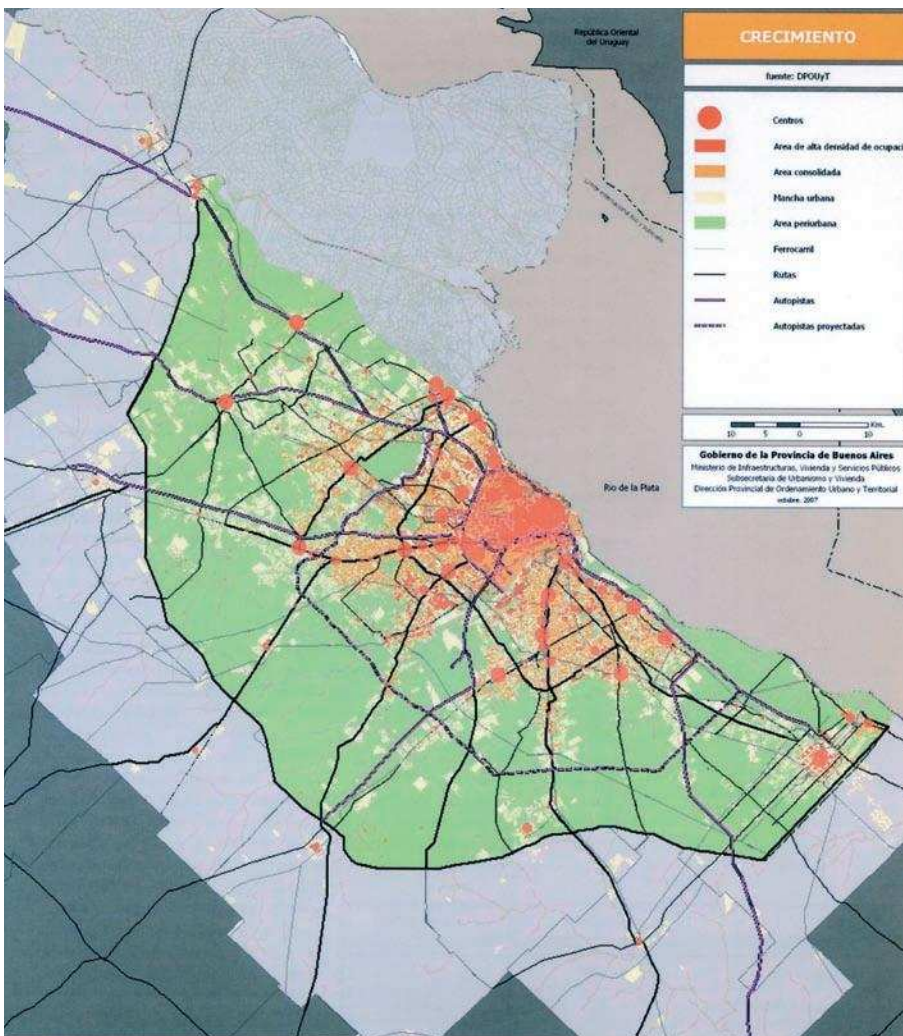 República Oriental
del Uruguay
CRECIMIENTO
fuente: DPOUyT
Centros
Area de alta densidad de ocupaci
Area consolidada
Mancha urbana
Area periurbana
Ferrocarril
Rutas
Autopistas
Autopistas proyectadas
10 5 0 10
Km.
Gobierno de la Provincia de Buenos Aires
Ministerio de Infraestructuras, Vivienda y Servicios Públicos
Subsecretaría de Urbanismo y Vivienda
Dirección Provincial de Ordenamiento Urbano y Territorial
octubre, 2007
Rio de la Plata